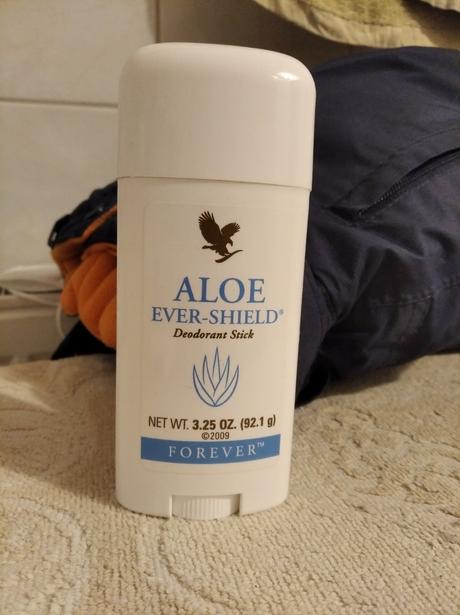 ALOE
EVER-SHIELD®
Deodorant Stick
NET WT. 3.25 OZ. (92.1 g)
©2009
FOREVER™